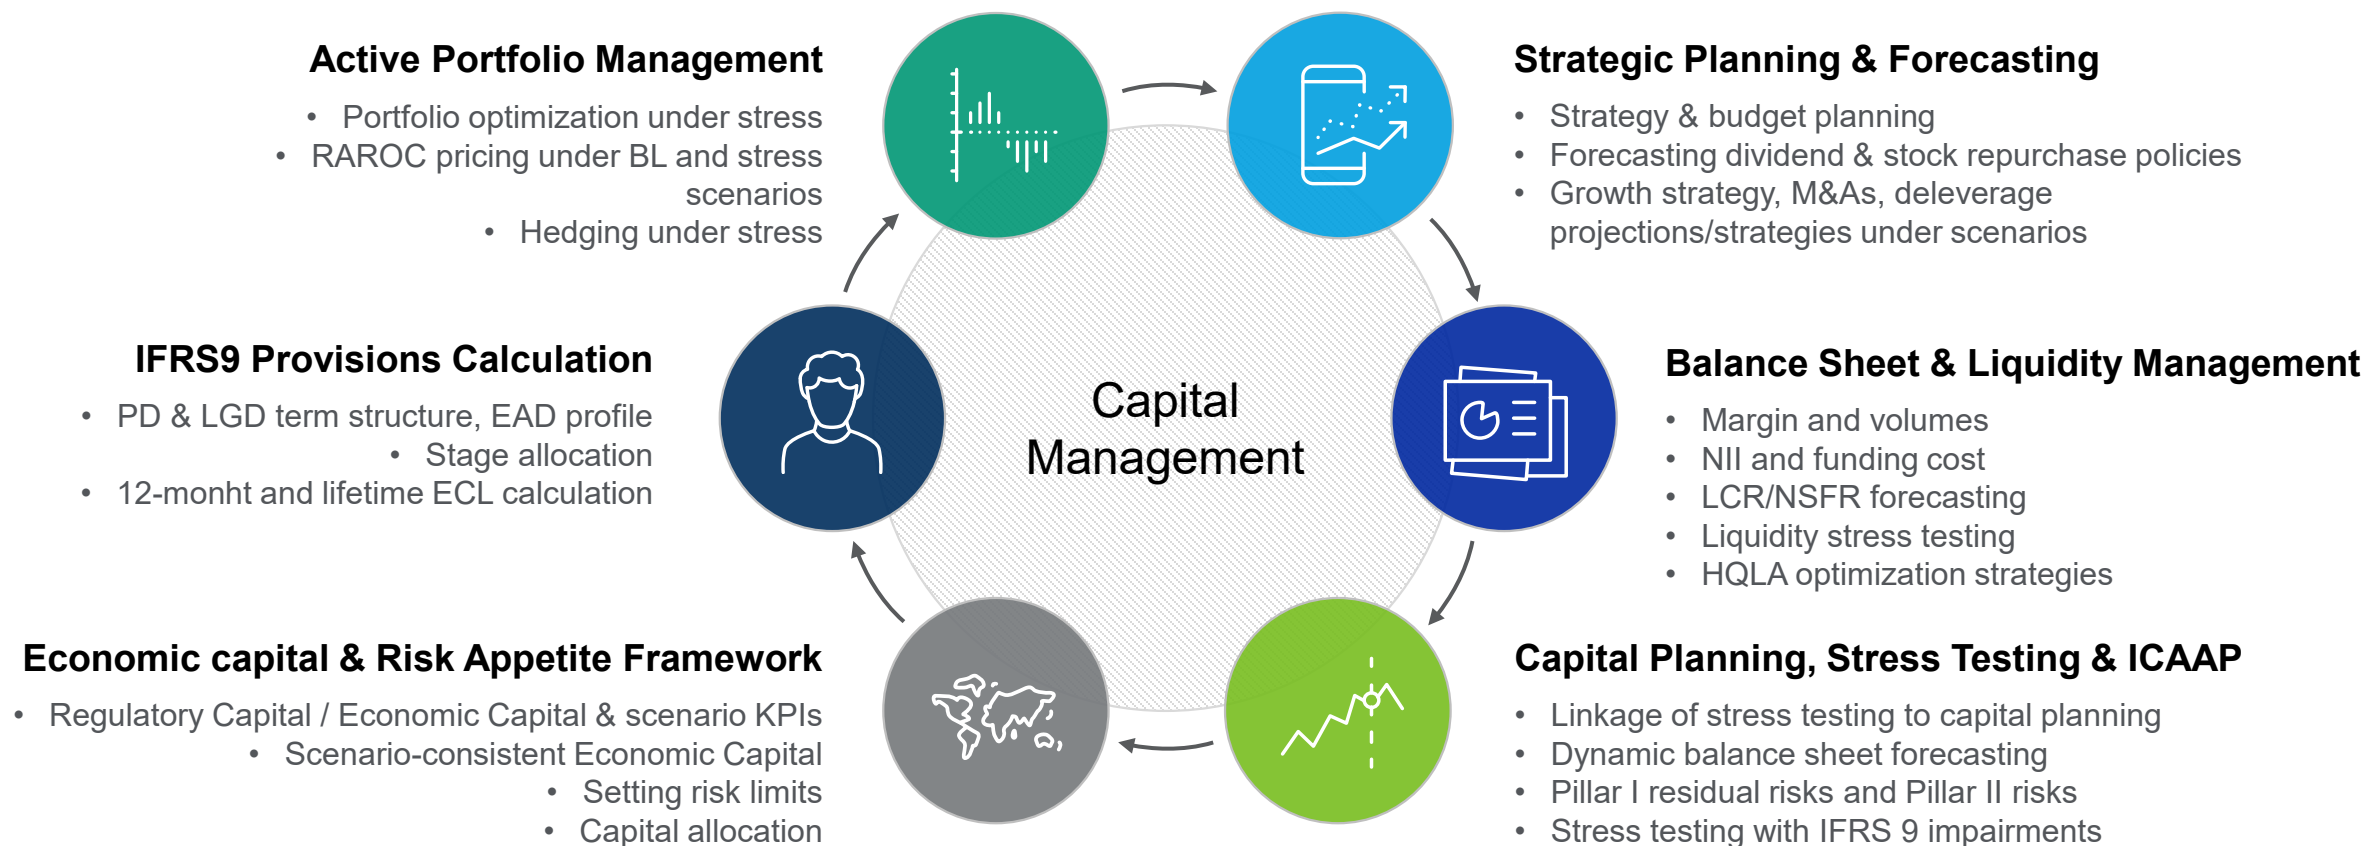 Active Portfolio Management
• Portfolio optimization under stress
• RAROC pricing under BL and stress
scenarios
• Hedging under stress
Strategic Planning & Forecasting
• Strategy & budget planning
• Forecasting dividend & stock repurchase policies
• Growth strategy, M&As, deleverage
projections/strategies under scenarios
IFRS9 Provisions Calculation
• PD & LGD term structure, EAD profile
• Stage allocation
• 12-monht and lifetime ECL calculation
Capital
Management
Balance Sheet & Liquidity Management
• Margin and volumes
• NII and funding cost
• LCR/NSFR forecasting
• Liquidity stress testing
• HQLA optimization strategies
Economic capital & Risk Appetite Framework
• Regulatory Capital / Economic Capital & scenario KPIs
• Scenario-consistent Economic Capital
• Setting risk limits
• Capital allocation
Capital Planning, Stress Testing & ICAAP
• Linkage of stress testing to capital planning
• Dynamic balance sheet forecasting
• Pillar I residual risks and Pillar II risks
• Stress testing with IFRS 9 impairments